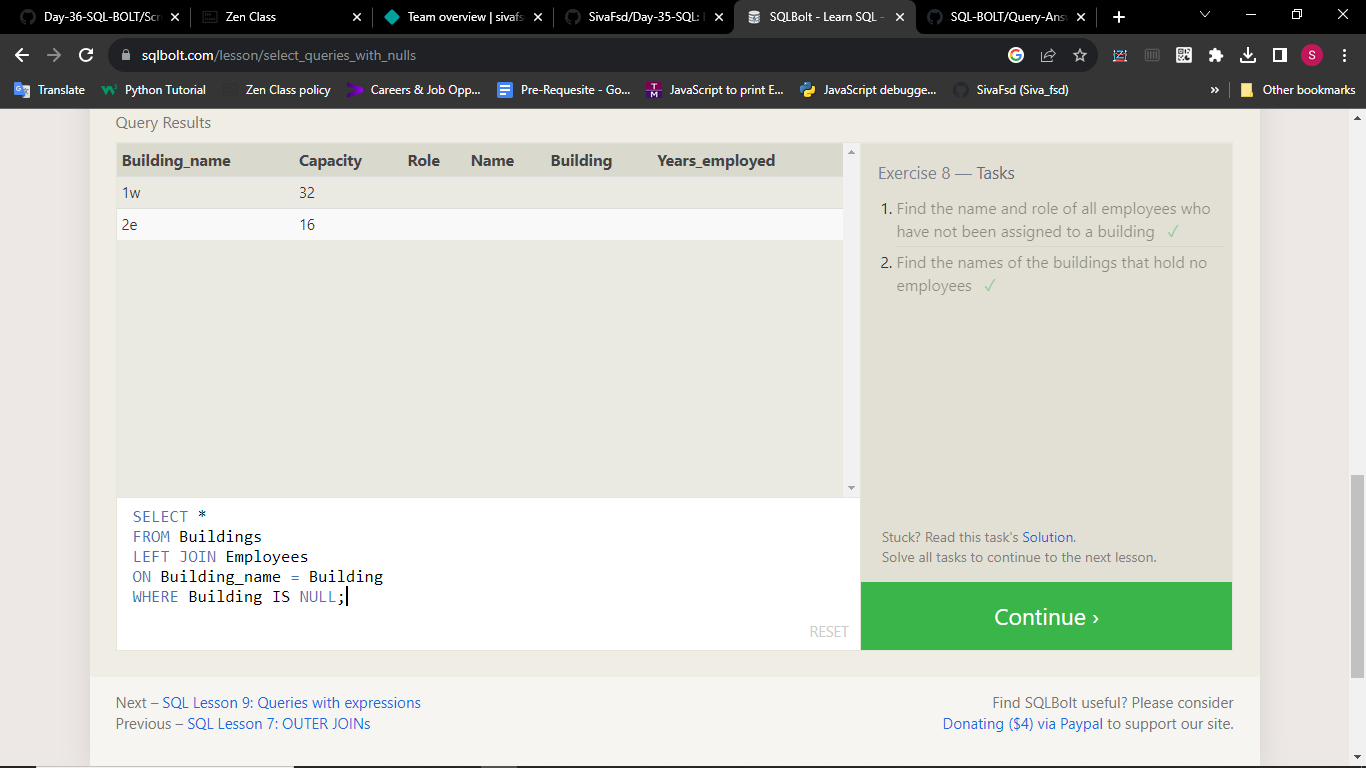 Day-36-SQL-BOLT/Scr
Zen Class
Team overview | sivafs
SivaFsd/Day-35-SQL:
SQLBolt - Learn SQL -
SQL-BOLT/Query-Ans
sqlbolt.com/lesson/select_queries_with_nulls
S
Translate
Python Tutorial
Zen Class policy
Careers & Job Opp...
Pre-Requesite - Go...
JavaScript to print E...
JavaScript debugge...
SivaFsd (Siva_fsd)
»
Other bookmarks
Query Results
Building_name Capacity Role Name Building Years_employed
1w 32
2e 16
Exercise 8 — Tasks
1. Find the name and role of all employees who
have not been assigned to a building ✓
2. Find the names of the buildings that hold no
employees ✓
SELECT *
FROM Buildings
LEFT JOIN Employees
ON Building_name = Building
WHERE Building IS NULL;
RESET
Stuck? Read this task's Solution.
Solve all tasks to continue to the next lesson.
Continue ›
Next – SQL Lesson 9: Queries with expressions
Previous – SQL Lesson 7: OUTER JOINs
Find SQLBolt useful? Please consider
Donating ($4) via Paypal to support our site.